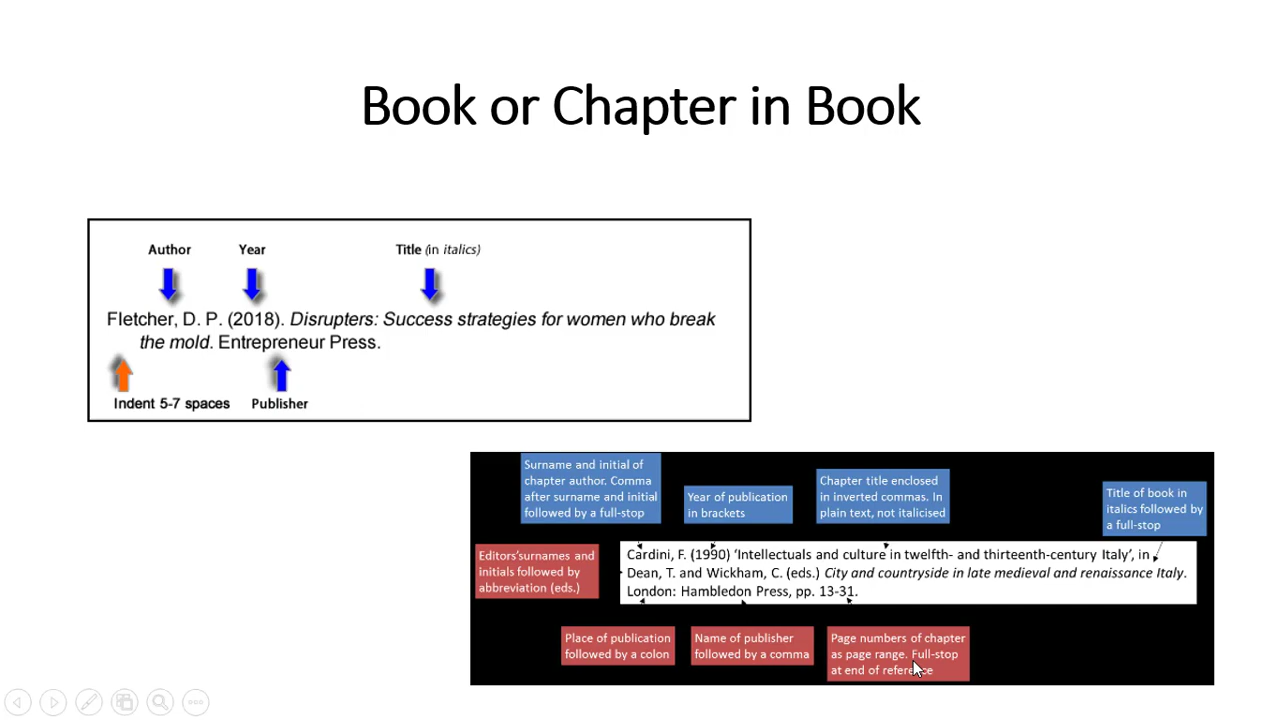 Book or Chapter in Book
Author Year Title (in italics)
Fletcher, D. P. (2018). Disrupters: Success strategies for women who break
the mold. Entrepreneur Press.
Indent 5-7 spaces Publisher
Surname and initial of
chapter author. Comma
after surname and initial
followed by a full-stop
Year of publication
in brackets
Chapter title enclosed
in inverted commas. In
plain text, not italicised
Title of book in
italics followed by
a full-stop
Editors'surnames and
initials followed by
abbreviation (eds.)
Cardini, F. (1990) ‘Intellectuals and culture in twelfth- and thirteenth-century Italy’, in
Dean, T. and Wickham, C. (eds.) City and countryside in late medieval and renaissance Italy.
London: Hambledon Press, pp. 13-31.
Place of publication
followed by a colon
Name of publisher
followed by a comma
Page numbers of chapter
as page range. Full-stop
at end of reference